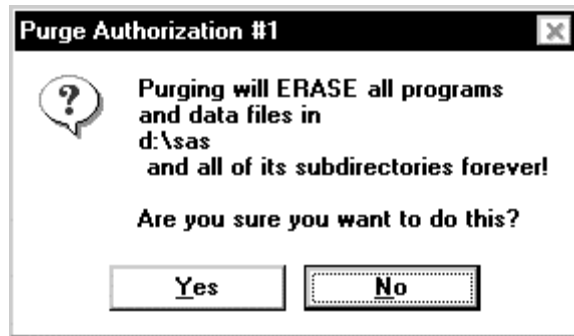 Purge Authorization #1
Purging will ERASE all programs
and data files in
d:\sas
and all of its subdirectories forever!
Are you sure you want to do this?
Yes
No